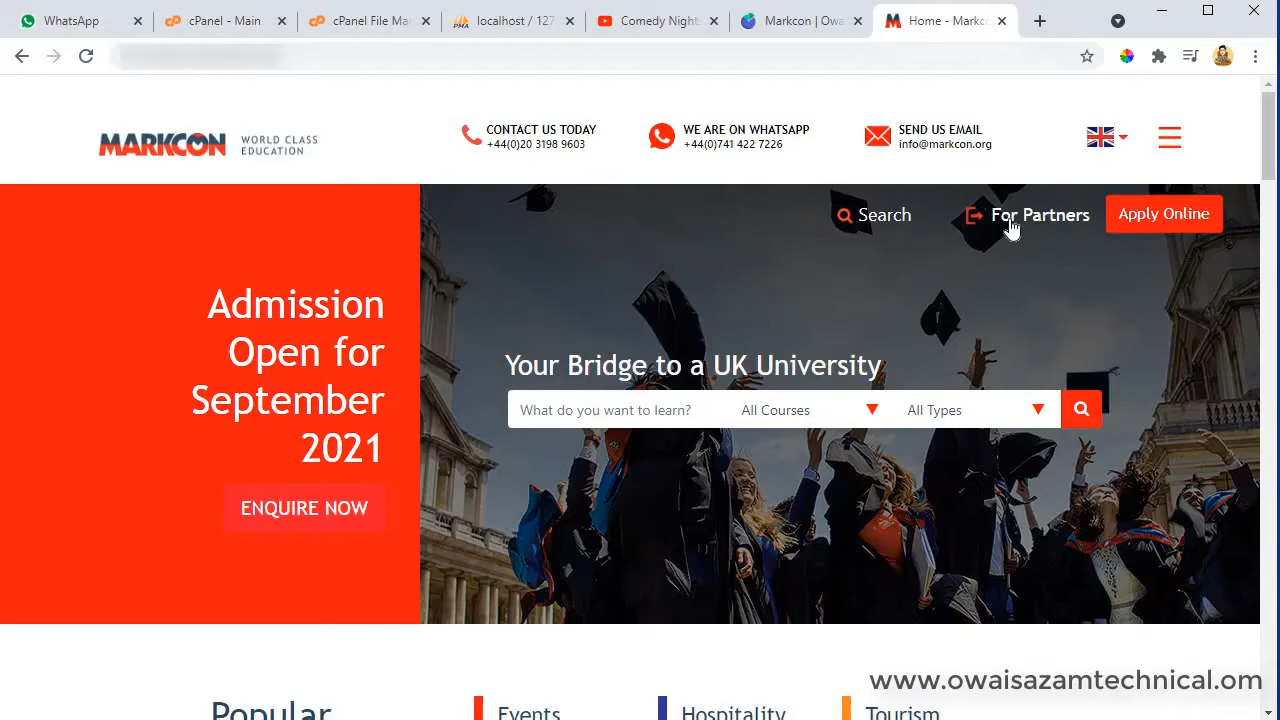 WhatsApp
cPanel - Main
cPanel File Ma
localhost / 127
Comedy Night
Markcon | Owa
Home - Markc
MARKCON
WORLD CLASS
EDUCATION
CONTACT US TODAY
+44(0)20 3198 9603
WE ARE ON WHATSAPP
+44(0)741 422 7226
SEND US EMAIL
info@markcon.org
Search
For Partners
Apply Online
Admission
Open for
September
2021
ENQUIRE NOW
Your Bridge to a UK University
What do you want to learn?
All Courses
All Types
www.owaisazamtechnical.om
Popular
Events
Hospitality
Tourism